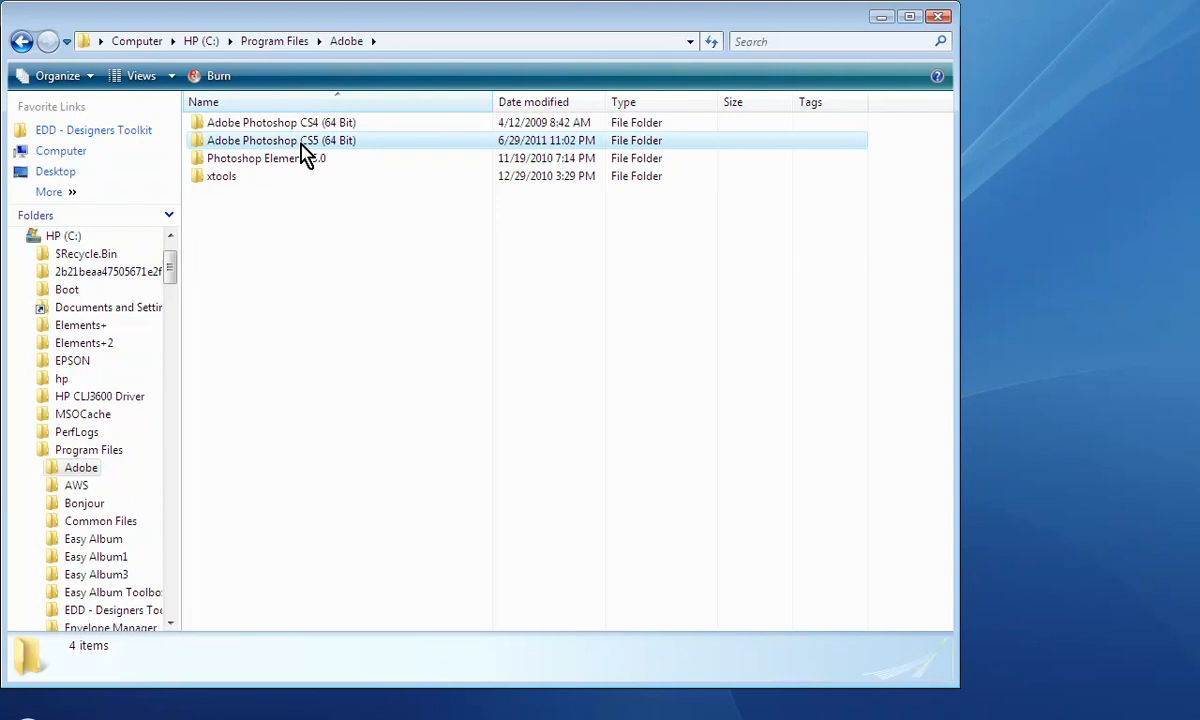 Computer HP (C:) Program Files Adobe
Search
Organize Views Burn
Favorite Links
EDD - Designers Toolkit
Computer
Desktop
More »
Folders
HP (C:)
$Recycle.Bin
2b21beaa47505671e2f
Boot
Documents and Settin
Elements+
Elements+2
EPSON
hp
HP CLJ3600 Driver
MSOCache
PerfLogs
Program Files
Adobe
AWS
Bonjour
Common Files
Easy Album
Easy Album1
Easy Album3
Easy Album Toolbo
EDD - Designers Too
Envelope Manager
Name Date modified Type Size Tags
Adobe Photoshop CS4 (64 Bit) 4/12/2009 8:42 AM File Folder
Adobe Photoshop CS5 (64 Bit) 6/29/2011 11:02 PM File Folder
Photoshop Elem 11/19/2010 7:14 PM File Folder
xtools 12/29/2010 3:29 PM File Folder
4 items